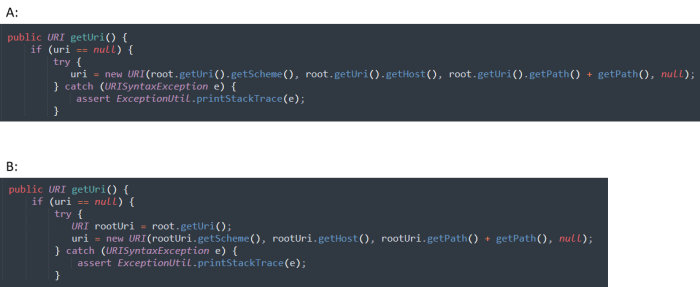 A:
public URI getUri() {
if (uri == null) {
try {
uri = new URI(root.getUri().getScheme(), root.getUri().getHost(), root.getUri().getPath() + getPath(), null);
} catch (URISyntaxException e) {
assert ExceptionUtil.printStackTrace(e);
}
B:
public URI getUri() {
if (uri == null) {
try {
URI rootUri = root.getUri();
uri = new URI(rootUri.getScheme(), rootUri.getHost(), rootUri.getPath() + getPath(), null);
} catch (URISyntaxException e) {
assert ExceptionUtil.printStackTrace(e);
}